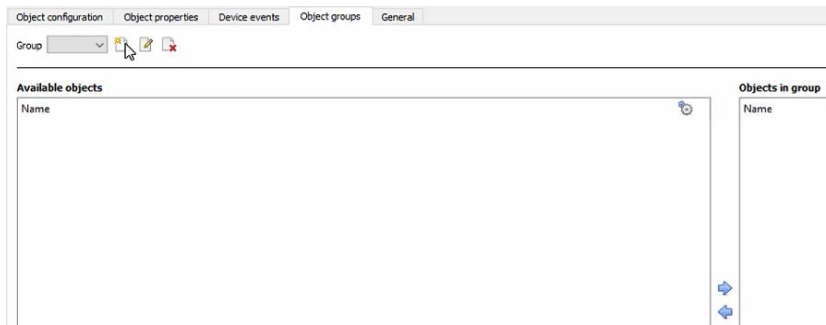 Object configuration Object properties Device events Object groups General
Group
Available objects Objects in group
Name Name